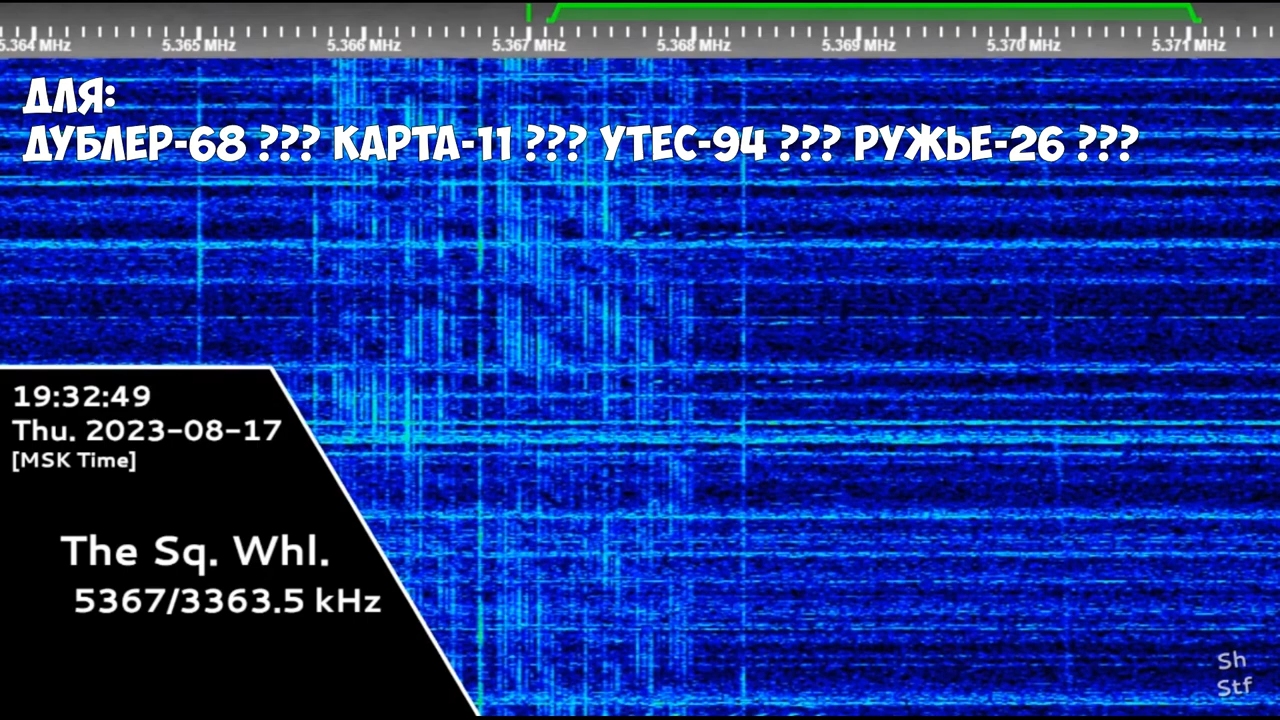 5.364 MHz 5.365 MHz 5.366 MHz 5.367 MHz 5.368 MHz 5.369 MHz 5.370 MHz 5.371 MHz
ДЛЯ:
ДУБЛЕР-68 ??? КАРТА-11 ??? УТЕС-94 ??? РУЖЬЕ-26 ???
19:32:49
Thu. 2023-08-17
[MSK Time]
The Sq. Whl.
5367/3363.5 kHz
Sh
Stf